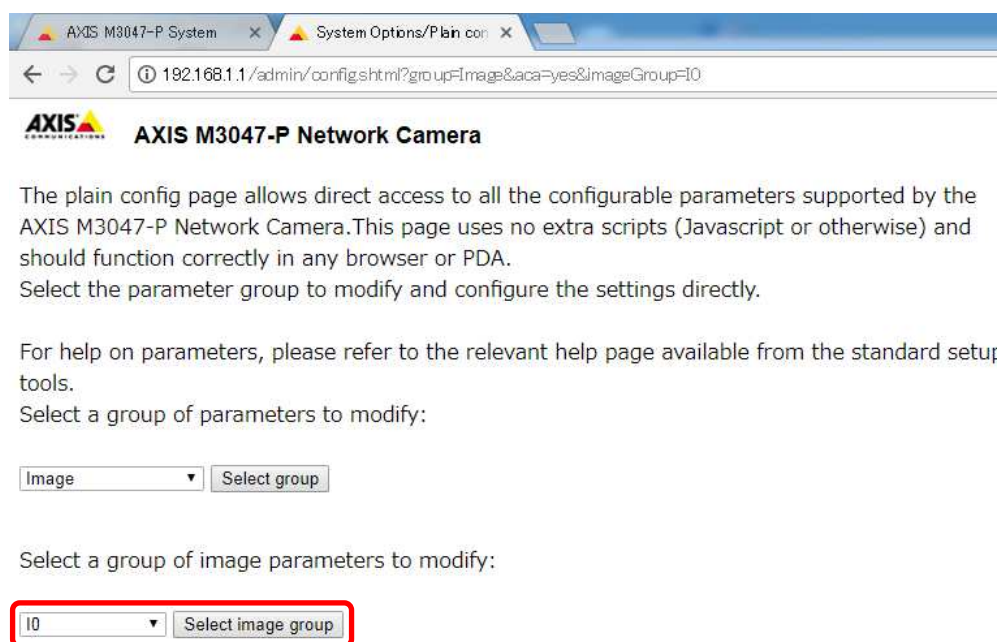 AXIS M3047-P System
System Options/Plain con
192.168.1.1/admin/config.shtml?group=Image&aca=yes&imageGroup=I0
AXIS
COMMUNICATIONS
AXIS M3047-P Network Camera
The plain config page allows direct access to all the configurable parameters supported by the
AXIS M3047-P Network Camera.This page uses no extra scripts (Javascript or otherwise) and
should function correctly in any browser or PDA.
Select the parameter group to modify and configure the settings directly.
For help on parameters, please refer to the relevant help page available from the standard setup
tools.
Select a group of parameters to modify:
Image Select group
Select a group of image parameters to modify:
I0 Select image group